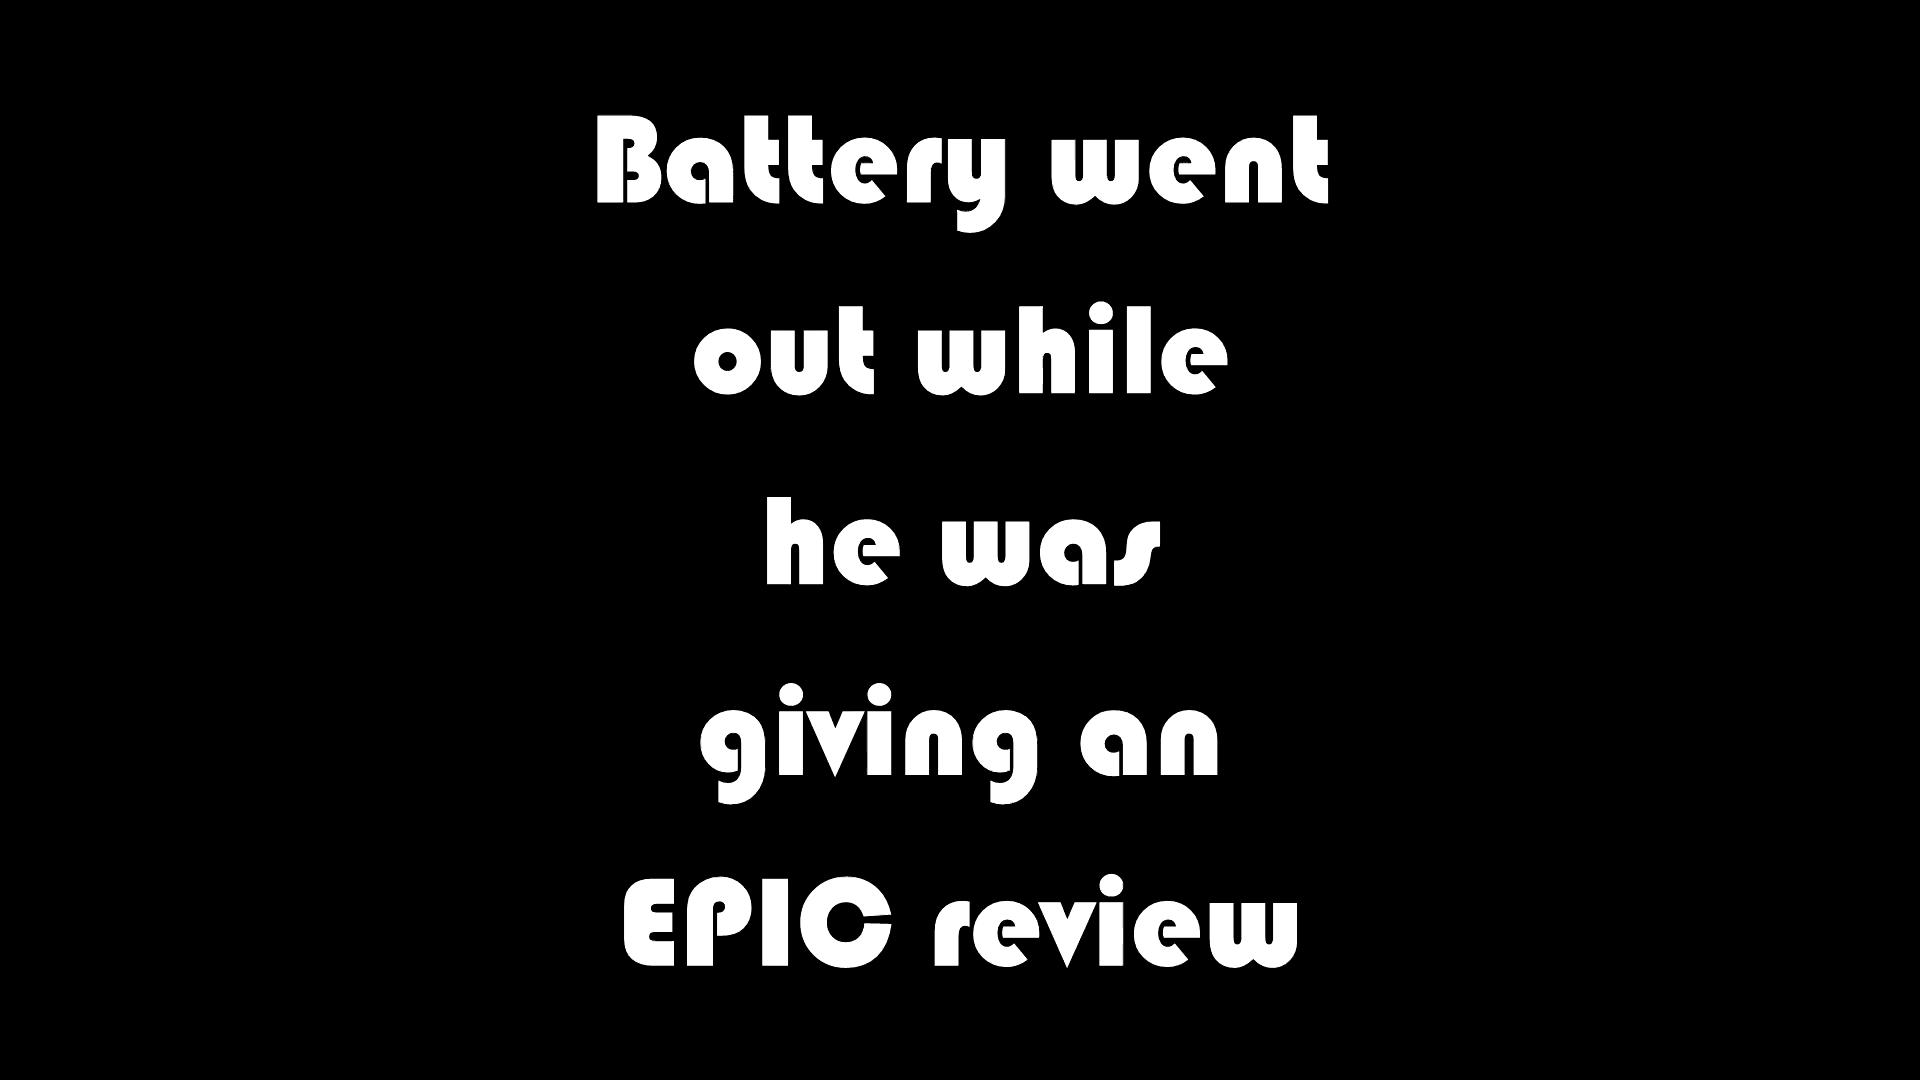 Battery went
out while
he was
giving an
EPIC review